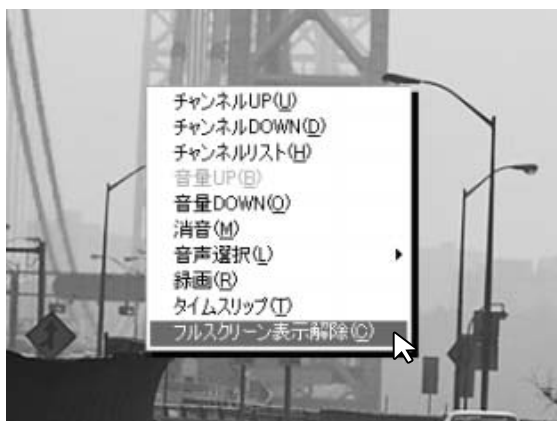 チャンネルUP(U)
チャンネルDOWN(D)
チャンネルリスト(H)
音量UP(B)
音量DOWN(O)
消音(M)
音声選択(L)
録画(R)
タイムスリップ(T)
フルスクリーン表示解除(C)